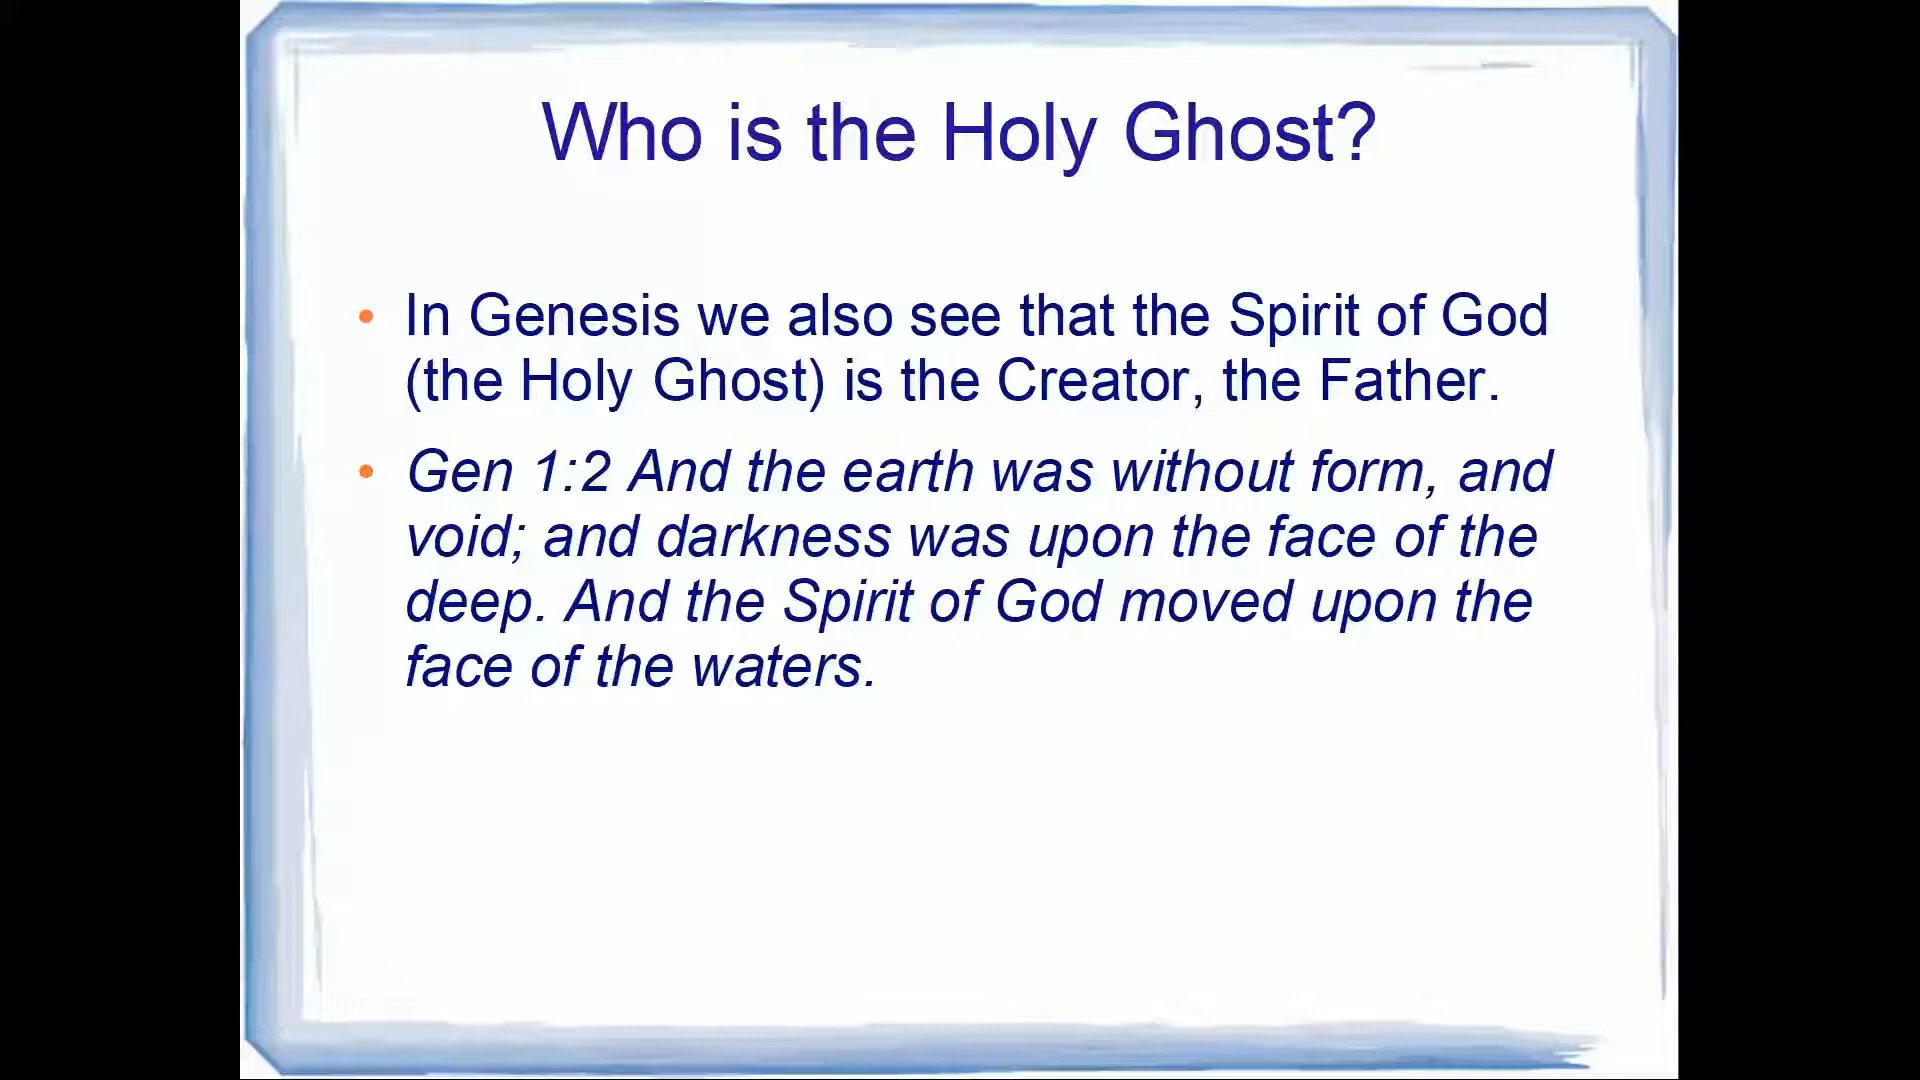 Who is the Holy Ghost?
• In Genesis we also see that the Spirit of God
(the Holy Ghost) is the Creator, the Father.
• Gen 1:2 And the earth was without form, and
void; and darkness was upon the face of the
deep. And the Spirit of God moved upon the
face of the waters.